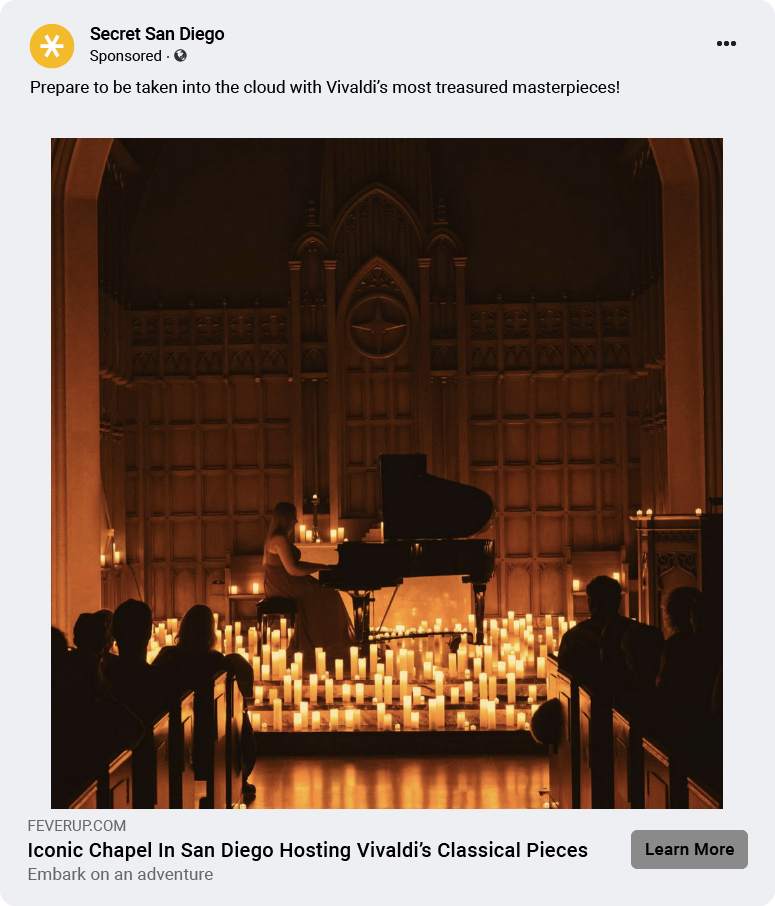 Secret San Diego
Sponsored ·
Prepare to be taken into the cloud with Vivaldi’s most treasured masterpieces!
FEVERUP.COM
Iconic Chapel In San Diego Hosting Vivaldi’s Classical Pieces
Learn More
Embark on an adventure